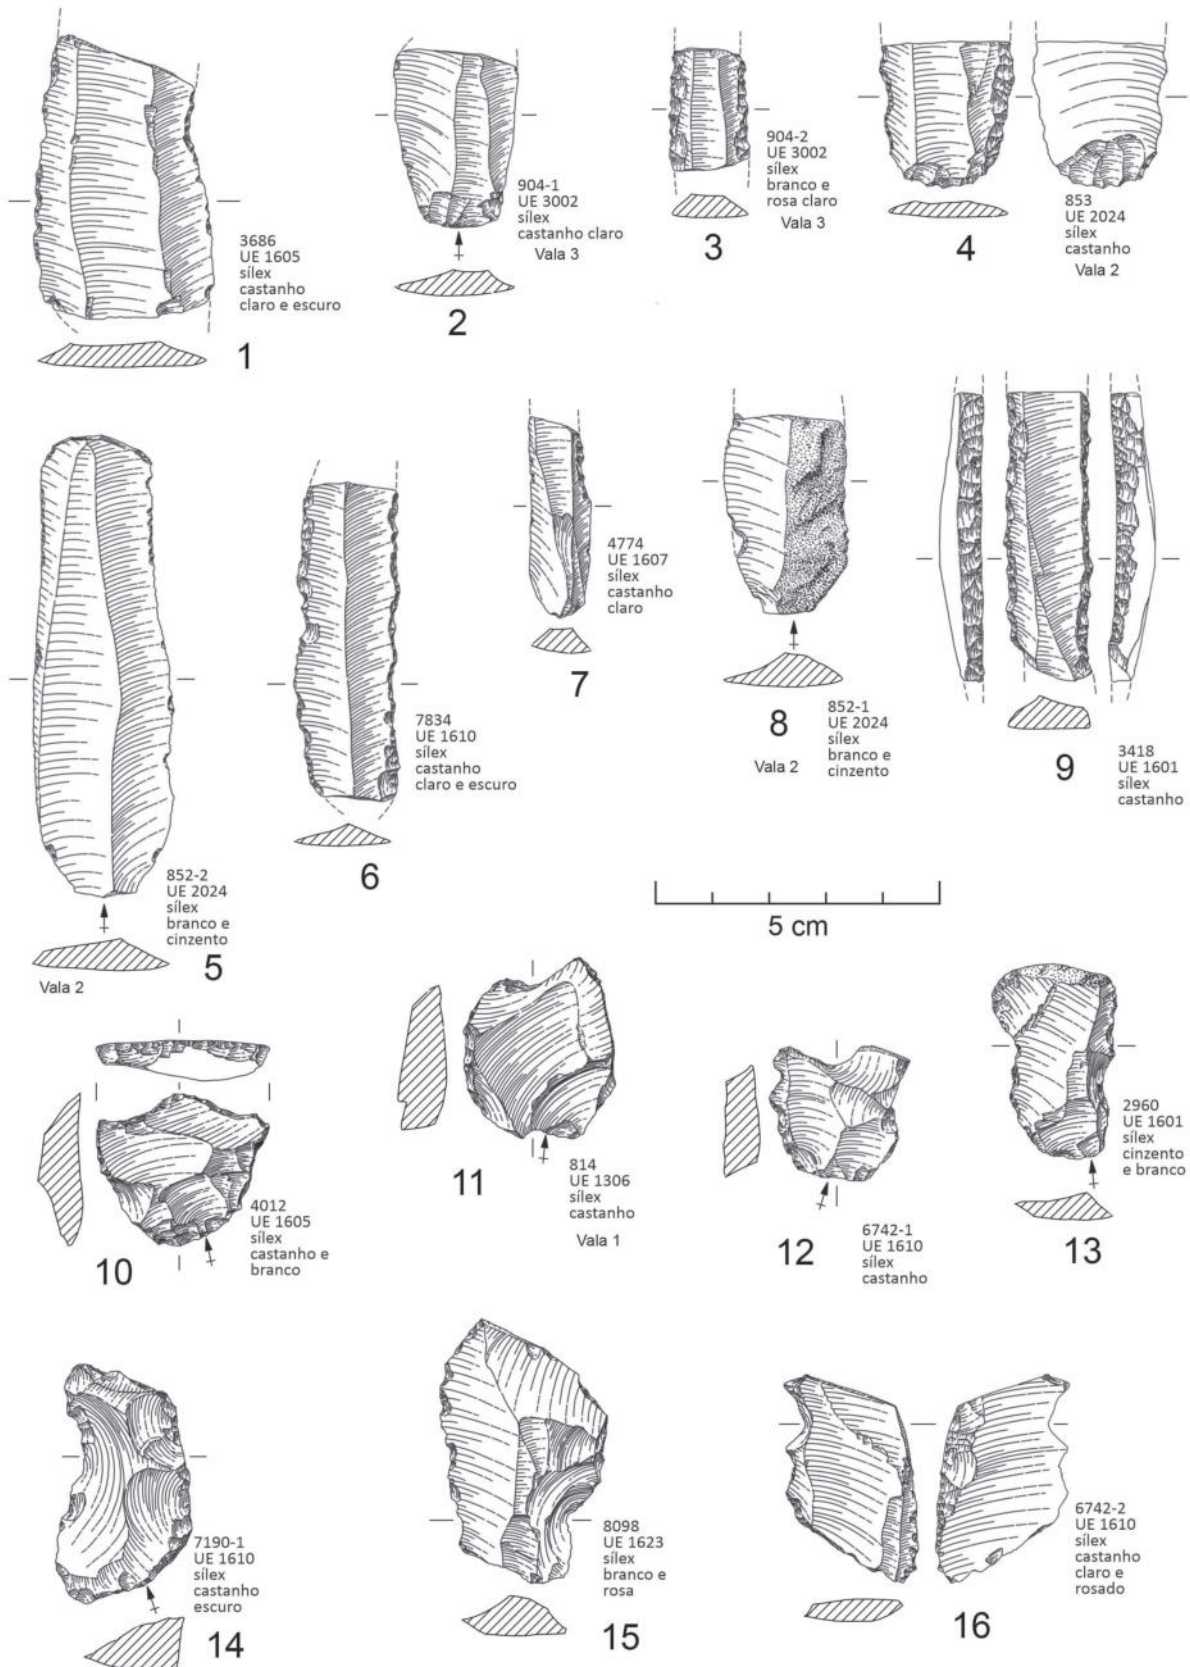 3686
UE 1605
sílex
castanho
claro e escuro
1
904-1
UE 3002
sílex
castanho claro
Vala 3
2
904-2
UE 3002
sílex
branco e
rosa claro
Vala 3
3
853
UE 2024
sílex
castanho
Vala 2
4
852-2
UE 2024
sílex
branco e
cinzento
5
Vala 2
7834
UE 1610
sílex
castanho
claro e escuro
6
4774
UE 1607
sílex
castanho
claro
7
8
Vala 2
852-1
UE 2024
sílex
branco e
cinzento
9
3418
UE 1601
sílex
castanho
5 cm
4012
UE 1605
sílex
castanho e
branco
10
11
814
UE 1306
sílex
castanho
Vala 1
12
6742-1
UE 1610
sílex
castanho
2960
UE 1601
sílex
cinzento
e branco
13
7190-1
UE 1610
sílex
castanho
escuro
14
8098
UE 1623
sílex
branco e
rosa
15
6742-2
UE 1610
sílex
castanho
claro e
rosado
16